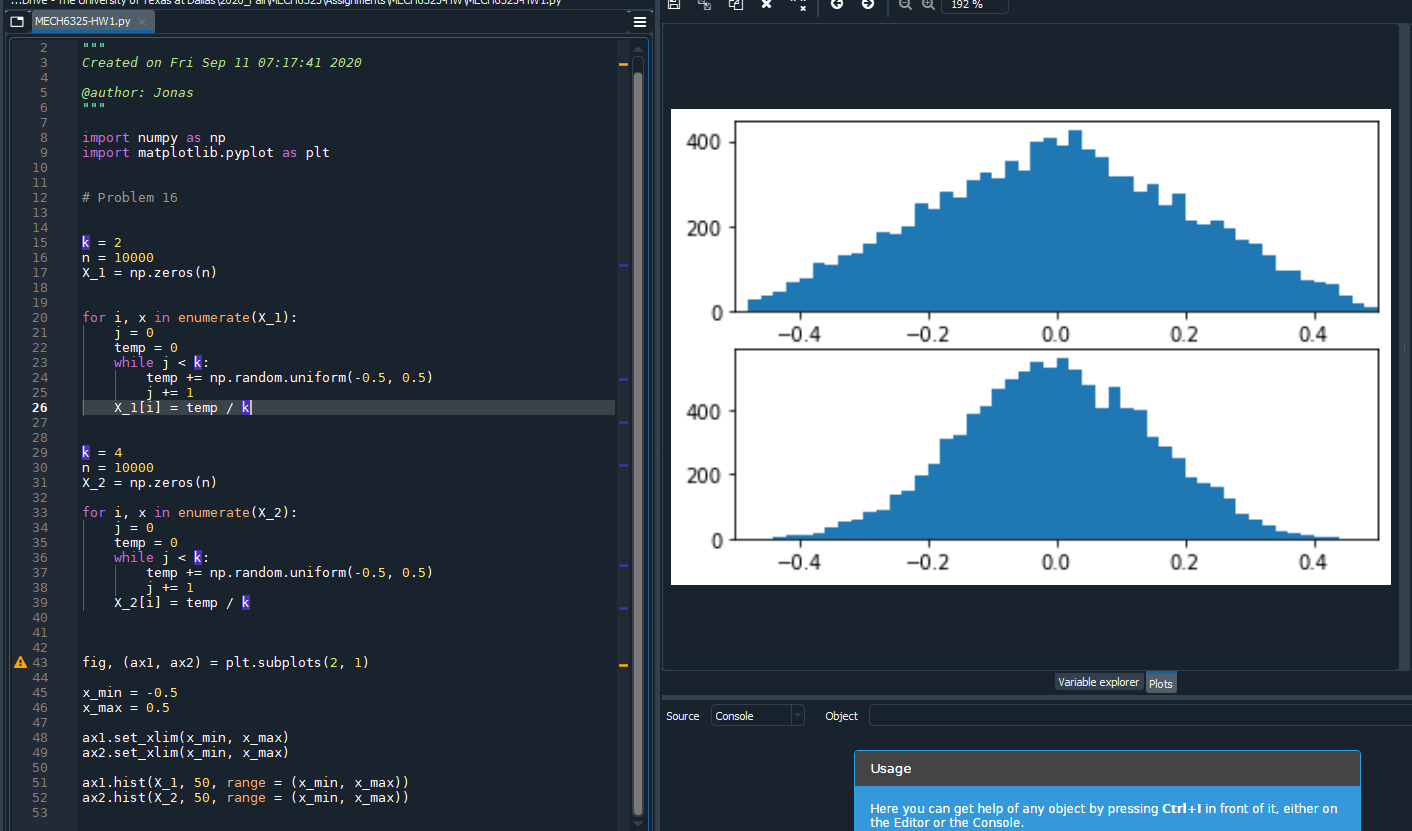 ...Drive - The University of Texas at Dallas\2020_Fall\MECH6325\Assignments\MECH6325-HW\MECH6325-HW1.py
MECH6325-HW1.py
192 %
2 """
3 Created on Fri Sep 11 07:17:41 2020
4
5 @author: Jonas
6 """
7
8 import numpy as np
9 import matplotlib.pyplot as plt
10
11
12 # Problem 16
13
14
15 k = 2
16 n = 10000
17 X_1 = np.zeros(n)
18
19
20 for i, x in enumerate(X_1):
21     j = 0
22     temp = 0
23     while j < k:
24         temp += np.random.uniform(-0.5, 0.5)
25         j += 1
26     X_1[i] = temp / k
27
28
29 k = 4
30 n = 10000
31 X_2 = np.zeros(n)
32
33 for i, x in enumerate(X_2):
34     j = 0
35     temp = 0
36     while j < k:
37         temp += np.random.uniform(-0.5, 0.5)
38         j += 1
39     X_2[i] = temp / k
40
41
42
43 fig, (ax1, ax2) = plt.subplots(2, 1)
44
45 x_min = -0.5
46 x_max = 0.5
47
48 ax1.set_xlim(x_min, x_max)
49 ax2.set_xlim(x_min, x_max)
50
51 ax1.hist(X_1, 50, range = (x_min, x_max))
52 ax2.hist(X_2, 50, range = (x_min, x_max))
53
400
200
0
−0.4 −0.2 0.0 0.2 0.4
400
200
0
−0.4 −0.2 0.0 0.2 0.4
Variable explorer Plots
Source Console Object
Usage
Here you can get help of any object by pressing Ctrl+I in front of it, either on
the Editor or the Console.